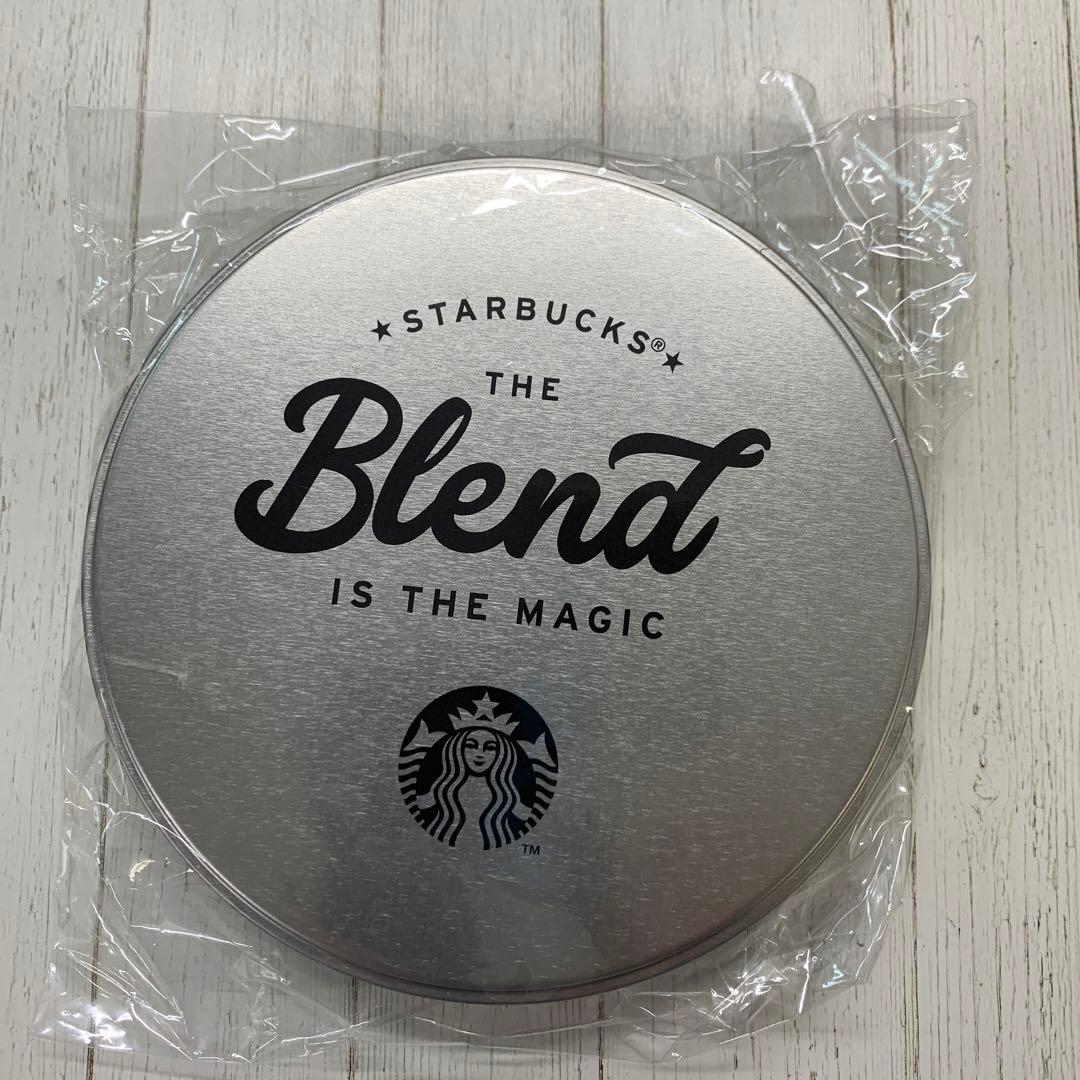 ★STARBUCKS®★
THE
Blend
IS THE MAGIC
TM